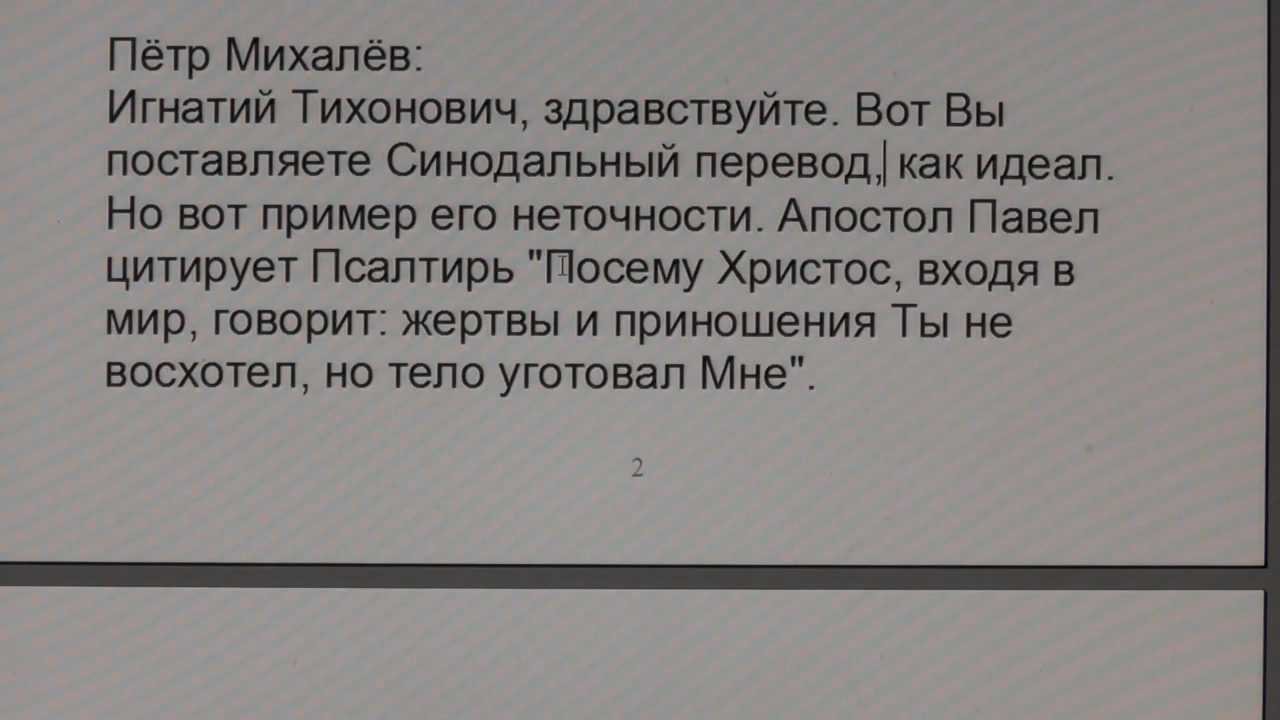 Пётр Михалёв:
Игнатий Тихонович, здравствуйте. Вот Вы
поставляете Синодальный перевод, как идеал.
Но вот пример его неточности. Апостол Павел
цитирует Псалтирь "Посему Христос, входя в
мир, говорит: жертвы и приношения Ты не
восхотел, но тело уготовал Мне".
2